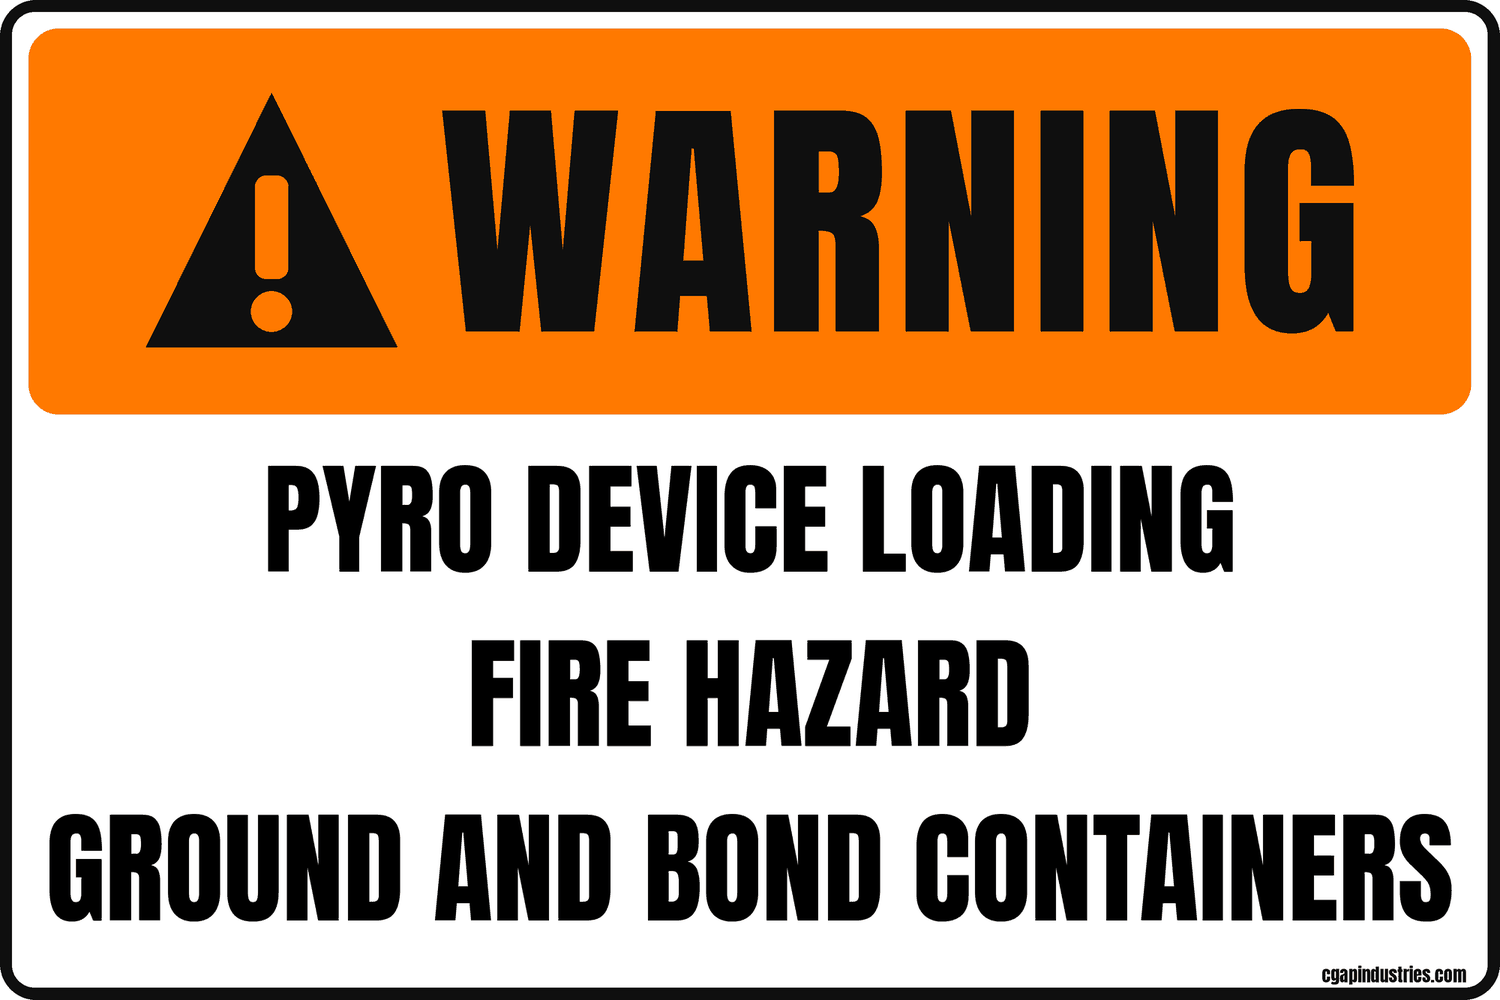 WARNING
PYRO DEVICE LOADING
FIRE HAZARD
GROUND AND BOND CONTAINERS
cgapindustries.com